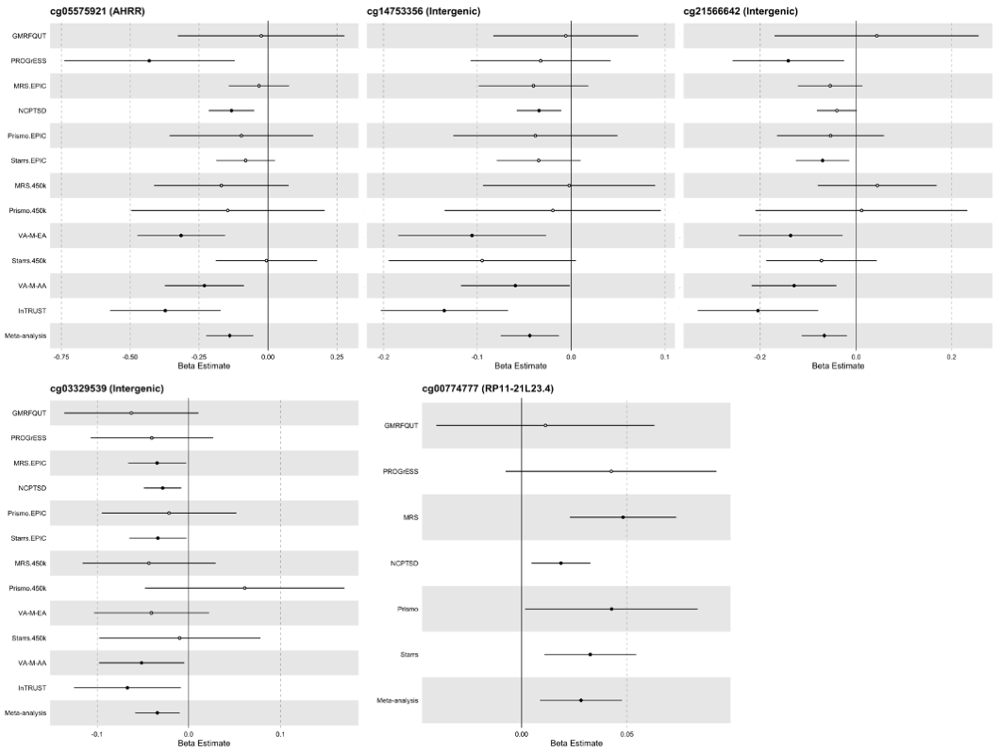 cg05575921 (AHRR)
GMRFQUT
PROGrESS
MRS.EPIC
NCPTSD
Prismo.EPIC
Starrs.EPIC
MRS.450k
Prismo.450k
VA-M-EA
Starrs.450k
VA-M-AA
InTRUST
Meta-analysis
-0.75 -0.50 -0.25 0.00 0.25
Beta Estimate
cg14753356 (Intergenic)
-0.2 -0.1 0.0 0.1
Beta Estimate
cg21566642 (Intergenic)
-0.2 0.0 0.2
Beta Estimate
cg03329539 (Intergenic)
GMRFQUT
PROGrESS
MRS.EPIC
NCPTSD
Prismo.EPIC
Starrs.EPIC
MRS.450k
Prismo.450k
VA-M-EA
Starrs.450k
VA-M-AA
InTRUST
Meta-analysis
-0.1 0.0 0.1
Beta Estimate
cg00774777 (RP11-21L23.4)
GMRFQUT
PROGrESS
MRS
NCPTSD
Prismo
Starrs
Meta-analysis
0.00 0.05
Beta Estimate